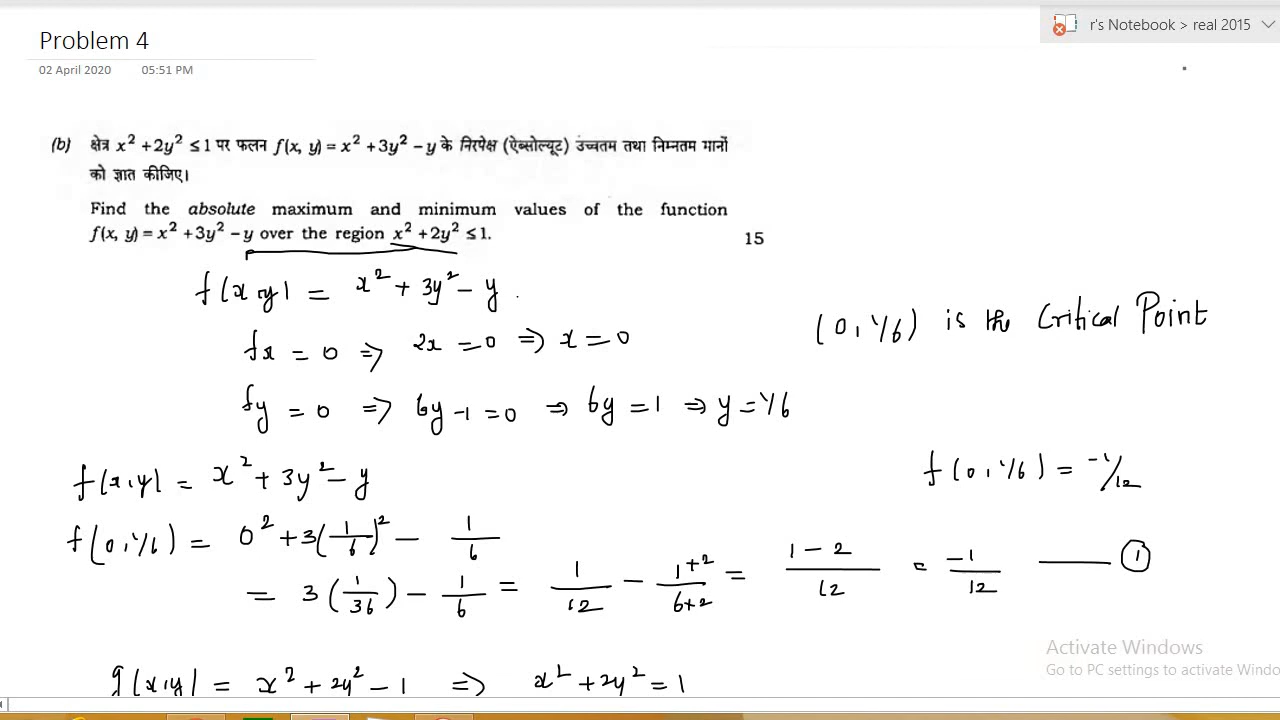 r's Notebook > real 2015
Problem 4
02 April 2020 05:51 PM
(b) क्षेत्र x² + 2y² ≤ 1 पर फलन f(x, y) = x² + 3y² − y के निरपेक्ष (ऐब्सोल्यूट) उच्चतम तथा निम्नतम मानों
को ज्ञात कीजिए।
Find the absolute maximum and minimum values of the function
f(x, y) = x² + 3y² − y over the region x² + 2y² ≤ 1.
15
f(x,y) = x² + 3y² − y
(0, 1/6) is the Critical Point
fx = 0 ⇒ 2x = 0 ⇒ x = 0
fy = 0 ⇒ 6y − 1 = 0 ⇒ 6y = 1 ⇒ y = 1/6
f(x,y) = x² + 3y² − y
f(0, 1/6) = −1/12
f(0, 1/6) = 0² + 3(1/6)² − 1/6
= 3(1/36) − 1/6 = 1/12 − 1×2/6×2 = 1 − 2/12 = −1/12 —— ①
g(x,y) = x² + 2y² − 1 ⇒ x² + 2y² = 1
Activate Windows
Go to PC settings to activate Windo